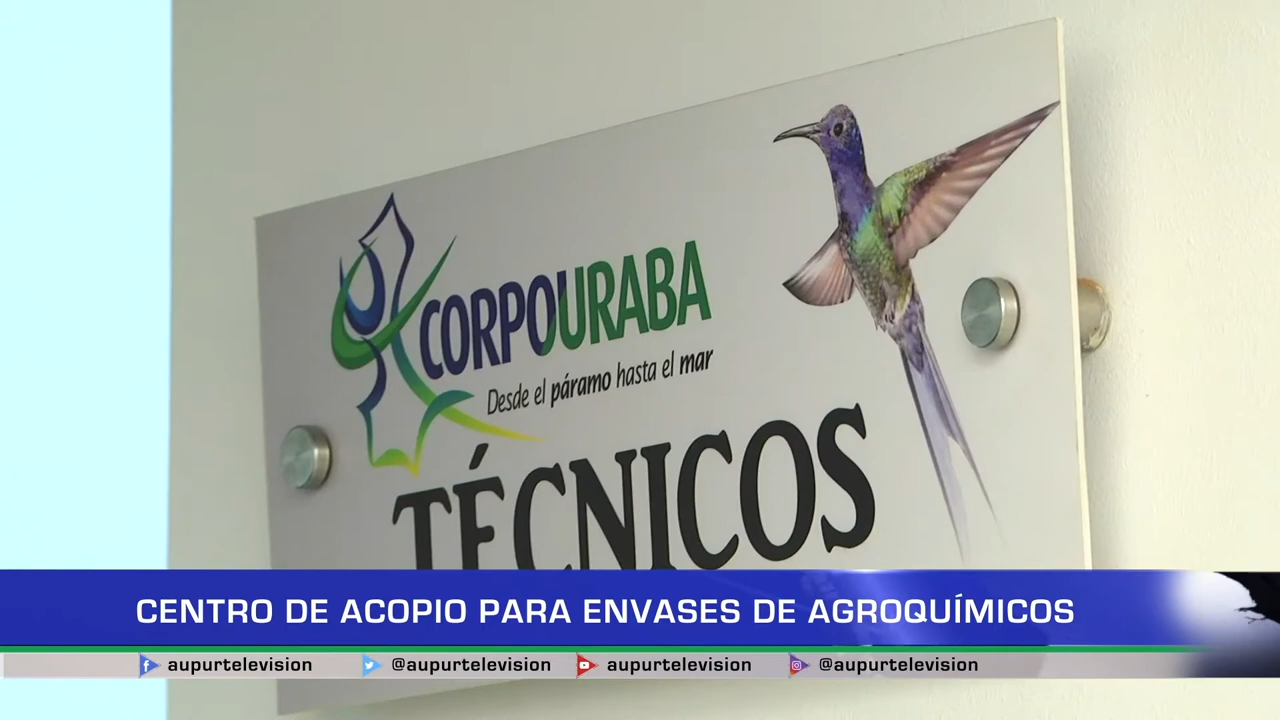 CORPOURABA
Desde el páramo hasta el mar
TÉCNICOS
CENTRO DE ACOPIO PARA ENVASES DE AGROQUÍMICOS
aupurtelevision @aupurtelevision aupurtelevision @aupurtelevision